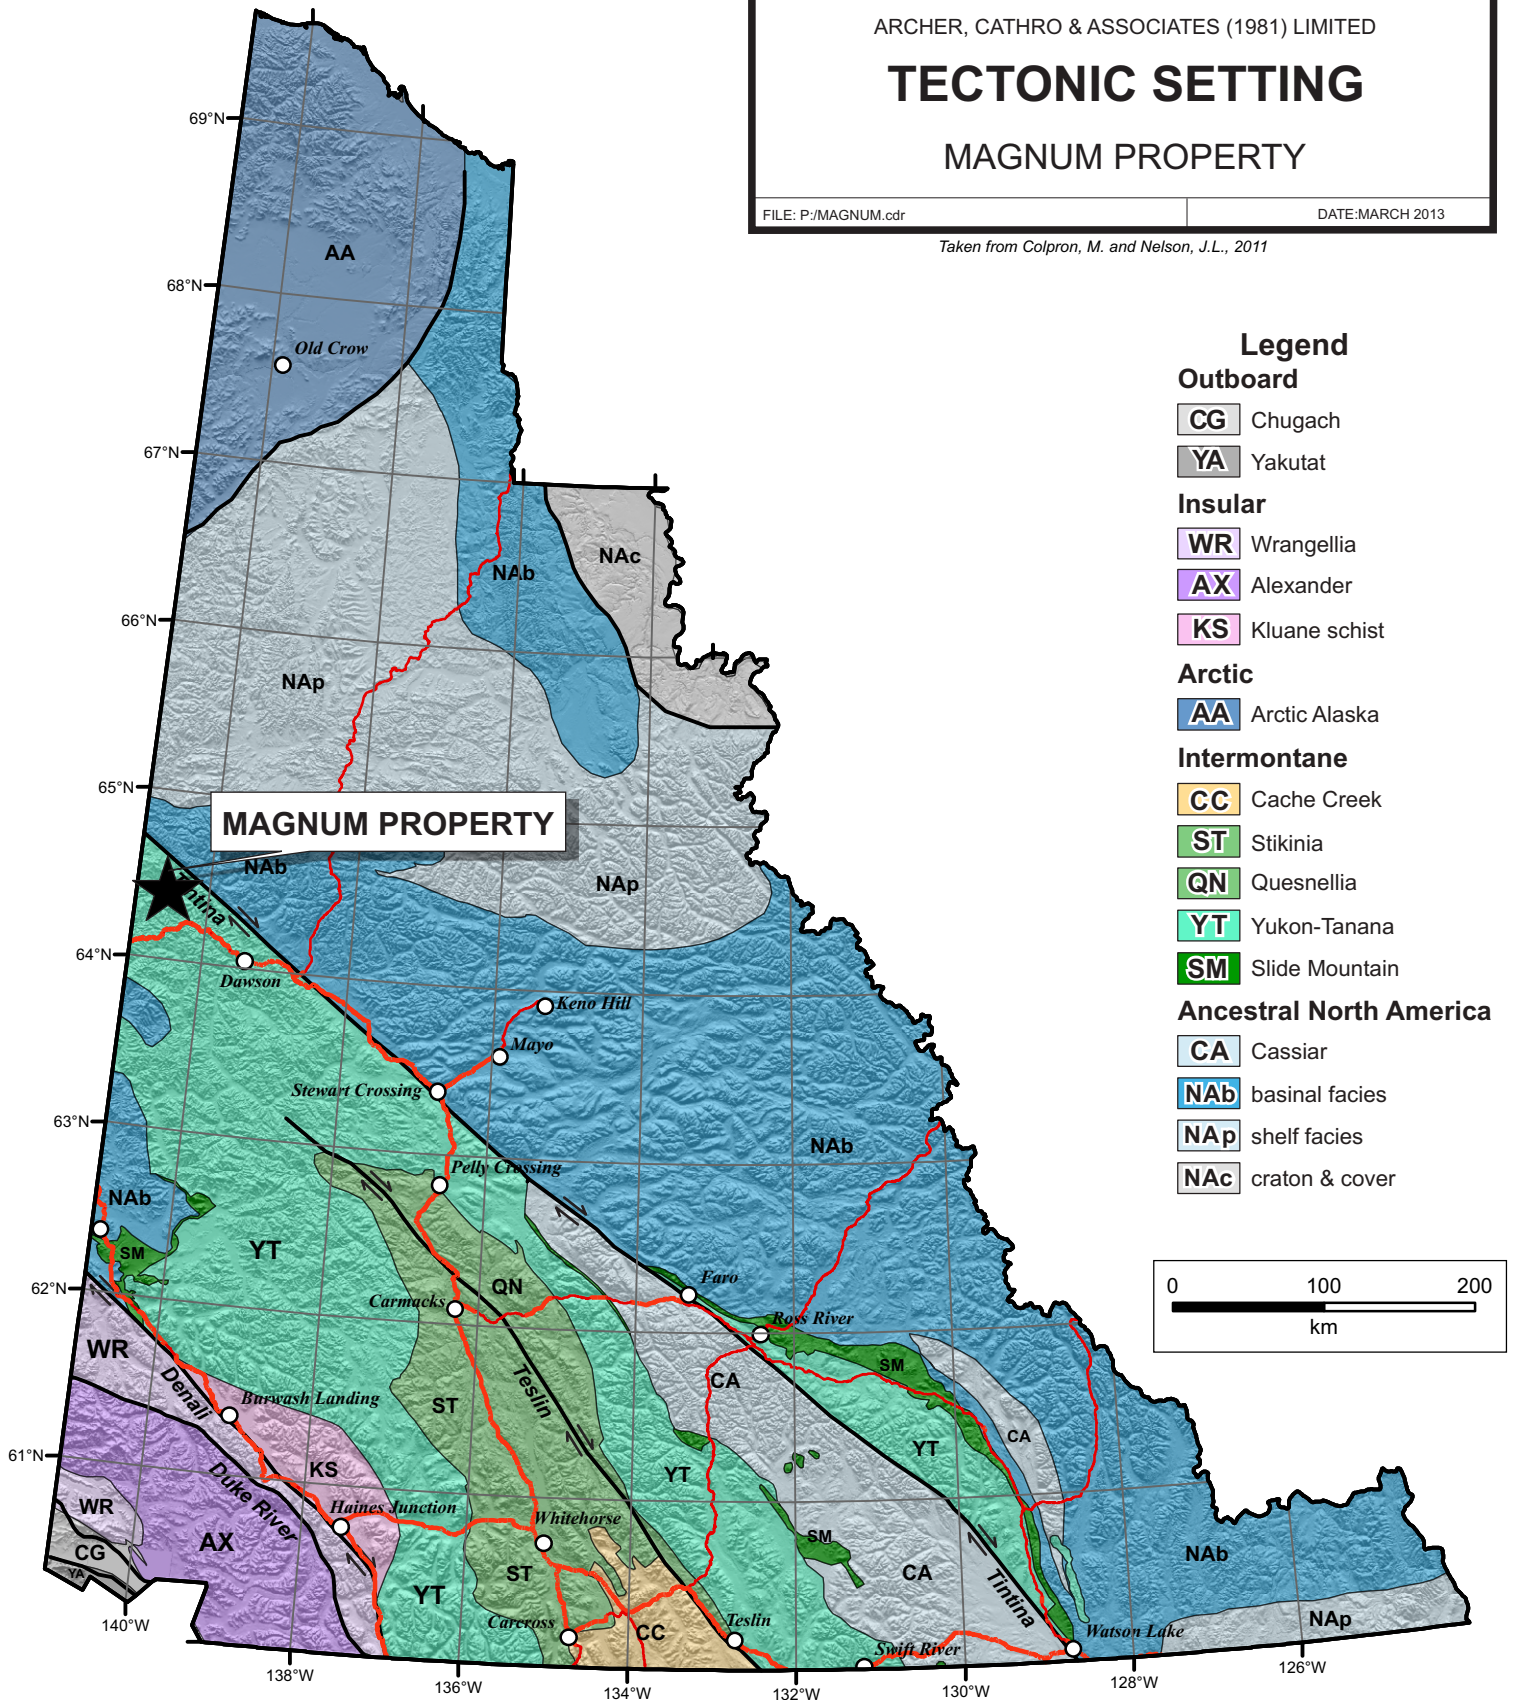 ARCHER, CATHRO & ASSOCIATES (1981) LIMITED
TECTONIC SETTING
MAGNUM PROPERTY
FILE: P:/MAGNUM.cdr
DATE:MARCH 2013
Taken from Colpron, M. and Nelson, J.L., 2011
Legend
Outboard
CG Chugach
YA Yakutat
Insular
WR Wrangellia
AX Alexander
KS Kluane schist
Arctic
AA Arctic Alaska
Intermontane
CC Cache Creek
ST Stikinia
QN Quesnellia
YT Yukon-Tanana
SM Slide Mountain
Ancestral North America
CA Cassiar
NAb basinal facies
NAp shelf facies
NAc craton & cover
0 100 200
km
69°N
AA
68°N
Old Crow
67°N
NAc
NAb
66°N
NAp
65°N
MAGNUM PROPERTY
NAb
NAp
Tintina
64°N
Dawson
Keno Hill
Mayo
Stewart Crossing
63°N
NAb
Pelly Crossing
NAb
YT
SM
62°N
QN
Faro
Carmacks
Ross River
WR
SM
Denali
Teslin
CA
Burwash Landing
ST
CA
YT
61°N
KS
YT
Duke River
WR
Haines Junction
Whitehorse
SM
AX
CG
YA
NAb
ST
CA
YT
Tintina
140°W
Carcross
CC
Teslin
Swift River
Watson Lake
NAp
138°W
136°W
134°W
132°W
130°W
128°W
126°W